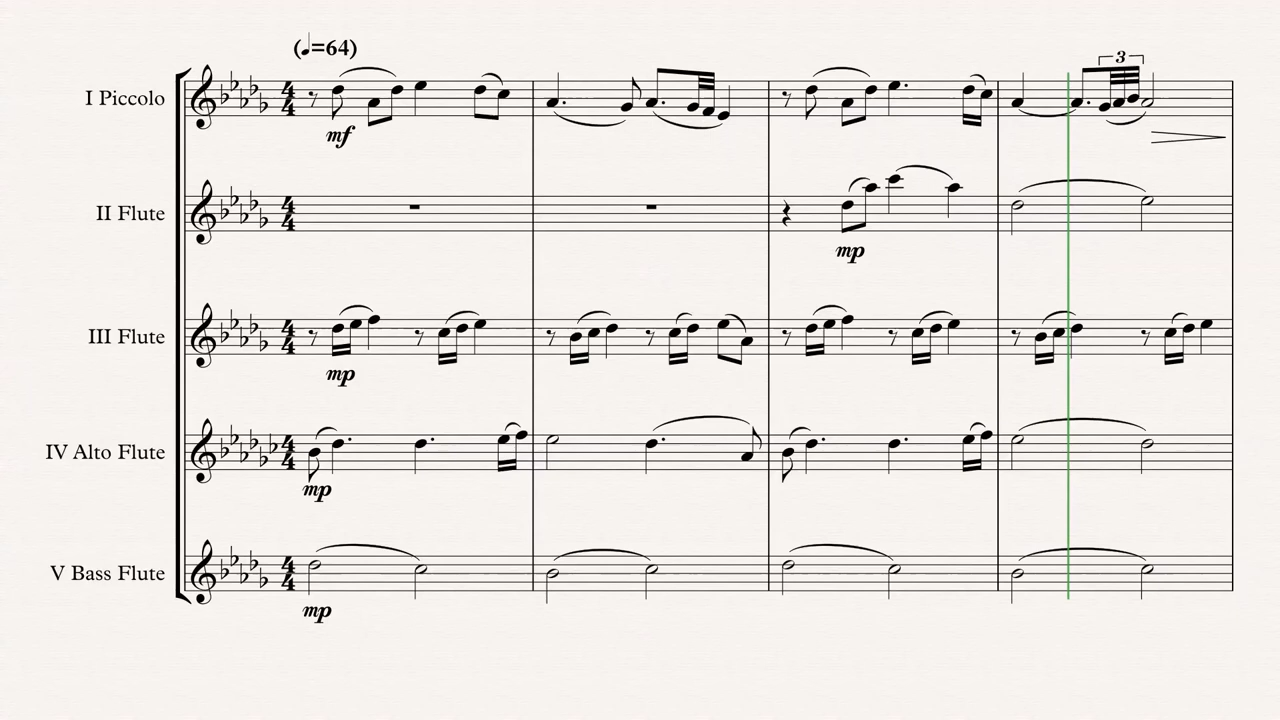 (♩=64)
I Piccolo
mf
3
II Flute
mp
III Flute
mp
IV Alto Flute
mp
V Bass Flute
mp